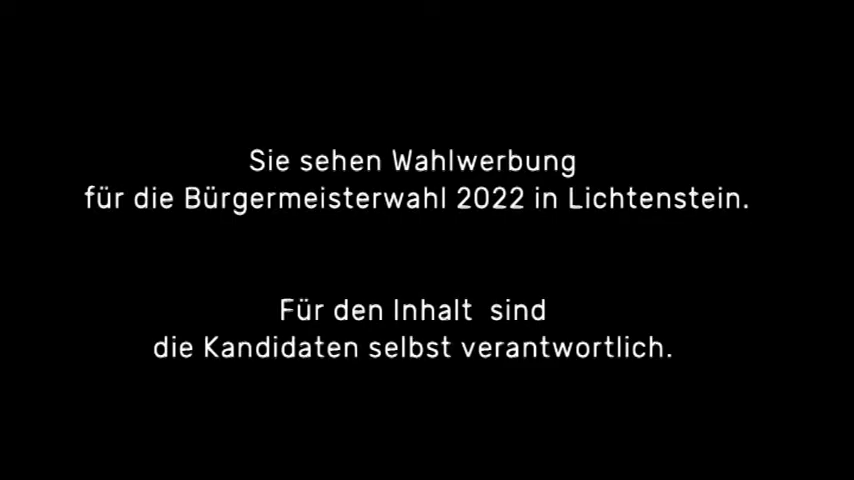 Sie sehen Wahlwerbung
für die Bürgermeisterwahl 2022 in Lichtenstein.
Für den Inhalt sind
die Kandidaten selbst verantwortlich.